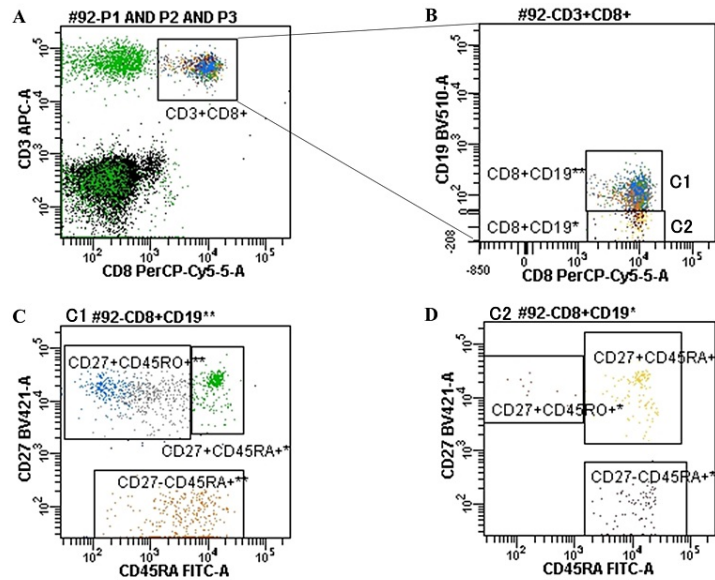 A
#92-P1 AND P2 AND P3
CD3 APC-A
10^5
10^4
10^3
10^2
CD3+CD8+
10^2 10^3 10^4 10^5
CD8 PerCP-Cy5-5-A
B
#92-CD3+CD8+
CD19 BV510-A
10^5
10^4
10^3
10^2
-208
CD8+CD19**
C1
CD8+CD19*
C2
-850
0 10^3 10^4 10^5
CD8 PerCP-Cy5-5-A
C
C1 #92-CD8+CD19**
CD27 BV421-A
10^5
10^4
10^3
10^2
CD27+CD45RO+**
CD27+CD45RA+*
CD27-CD45RA+**
10^2 10^3 10^4 10^5
CD45RA FITC-A
D
C2 #92-CD8+CD19*
CD27 BV421-A
10^5
10^4
10^3
10^2
CD27+CD45RA+
CD27+CD45RO+*
CD27-CD45RA+*
10^2 10^3 10^4 10^5
CD45RA FITC-A